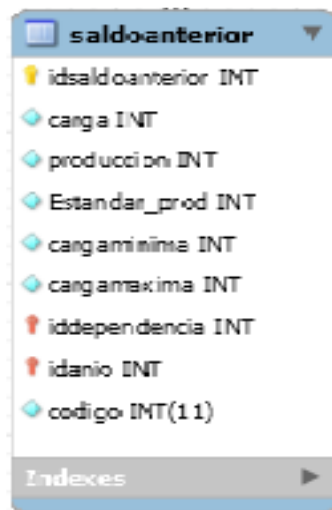 saldoanterior
idsaldoanterior INT
carga INT
produccion INT
Estandar_prod INT
cargaminima INT
cargamaxima INT
iddependencia INT
idanio INT
codigo INT(11)
Indexes